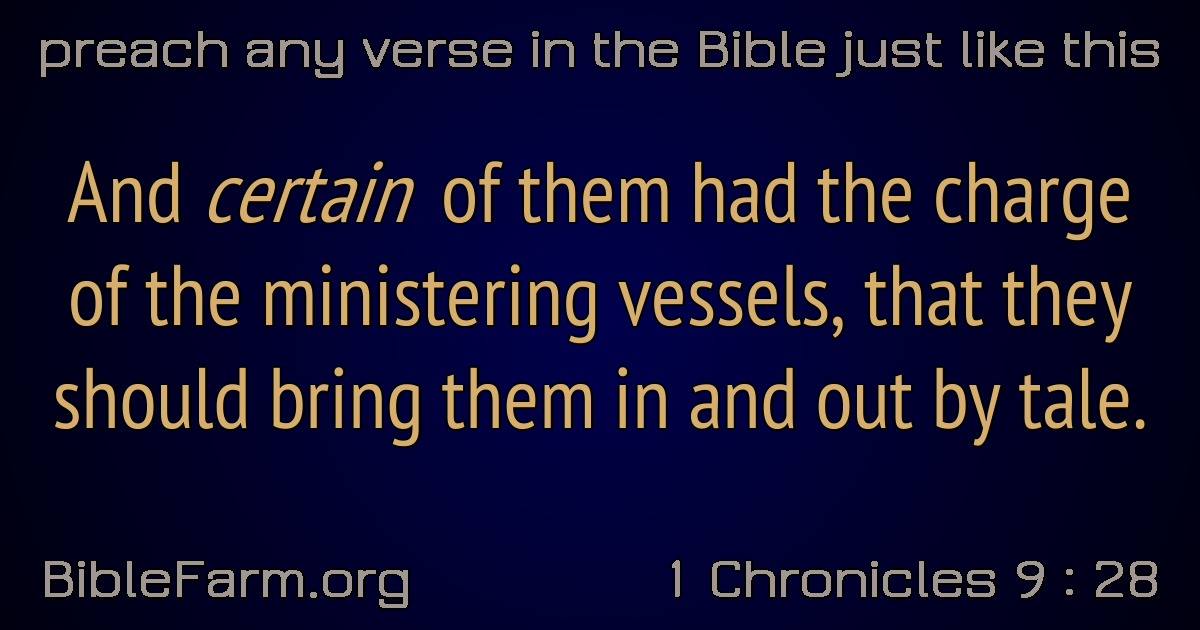 preach any verse in the Bible just like this
And certain of them had the charge
of the ministering vessels, that they
should bring them in and out by tale.
BibleFarm.org
1 Chronicles 9 : 28